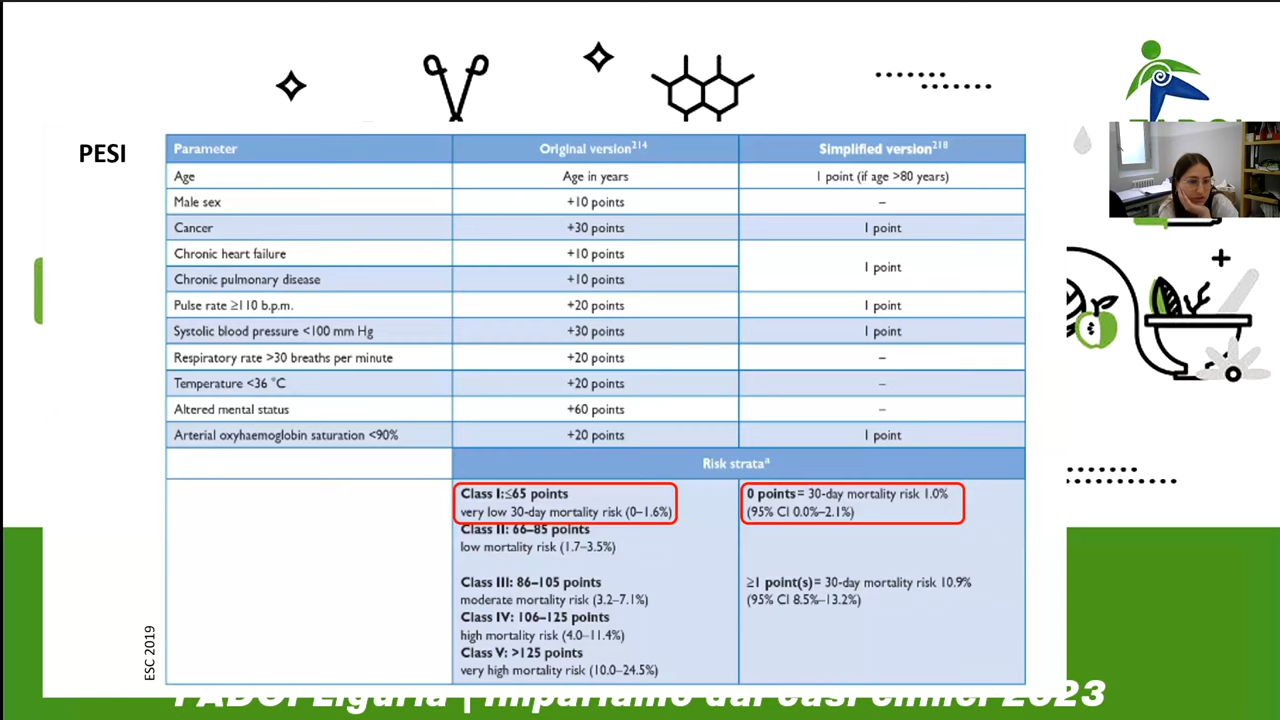 PESI
Parameter Original version214 Simplified version218
Age Age in years 1 point (if age >80 years)
Male sex +10 points –
Cancer +30 points 1 point
Chronic heart failure +10 points
1 point
Chronic pulmonary disease +10 points
Pulse rate ≥110 b.p.m. +20 points 1 point
Systolic blood pressure <100 mm Hg +30 points 1 point
Respiratory rate >30 breaths per minute +20 points –
Temperature <36 °C +20 points –
Altered mental status +60 points –
Arterial oxyhaemoglobin saturation <90% +20 points 1 point
Risk strataa
Class I:≤65 points
very low 30-day mortality risk (0–1.6%)
Class II: 66–85 points
low mortality risk (1.7–3.5%)
Class III: 86–105 points
moderate mortality risk (3.2–7.1%)
Class IV: 106–125 points
high mortality risk (4.0–11.4%)
Class V: >125 points
very high mortality risk (10.0–24.5%)
0 points = 30-day mortality risk 1.0%
(95% CI 0.0%–2.1%)
≥1 point(s) = 30-day mortality risk 10.9%
(95% CI 8.5%–13.2%)
ESC 2019
FADOI Liguria | Impariamo dai casi clinici 2023